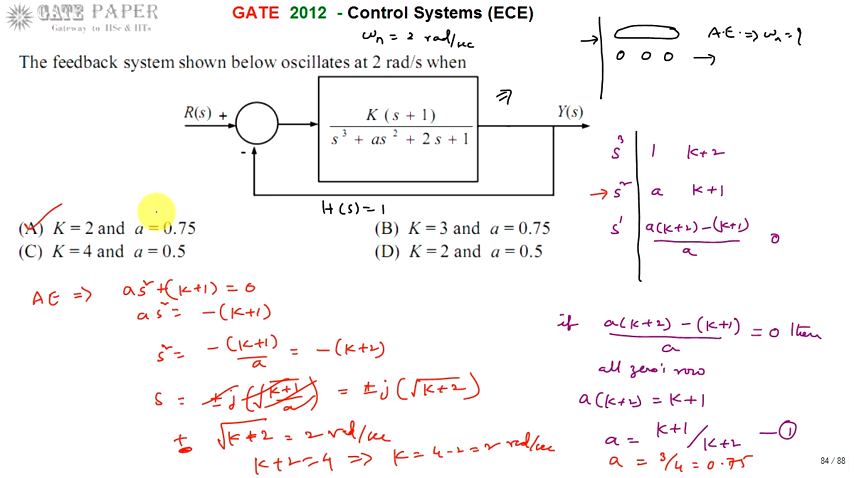 GATE PAPER
Gateway to IISc & IITs
GATE 2012 - Control Systems (ECE)
ωn = 2 rad/sec
A.E. ⇒ ωn = ?
0 0 0 →
The feedback system shown below oscillates at 2 rad/s when
R(s) +
-
K (s + 1)
s³ + as² + 2s + 1
Y(s)
H(s) = 1
(A) K = 2 and a = 0.75
(B) K = 3 and a = 0.75
(C) K = 4 and a = 0.5
(D) K = 2 and a = 0.5
s³ | 1 K+2
→ s² | a K+1
s¹ | a(K+2) - (K+1) / a 0
AE ⇒ as² + (K+1) = 0
as² = -(K+1)
s² = -(K+1)/a = -(K+2)
s = ±j(√(K+1)/a) = ±j(√K+2)
± √K+2 = 2 rad/sec
K+2 = 4 ⇒ K = 4-2 = 2 rad/sec
if a(K+2) - (K+1) / a = 0 then
all zero's row
a(K+2) = K+1
a = K+1/K+2 —①
a = 3/4 = 0.75
84 / 88